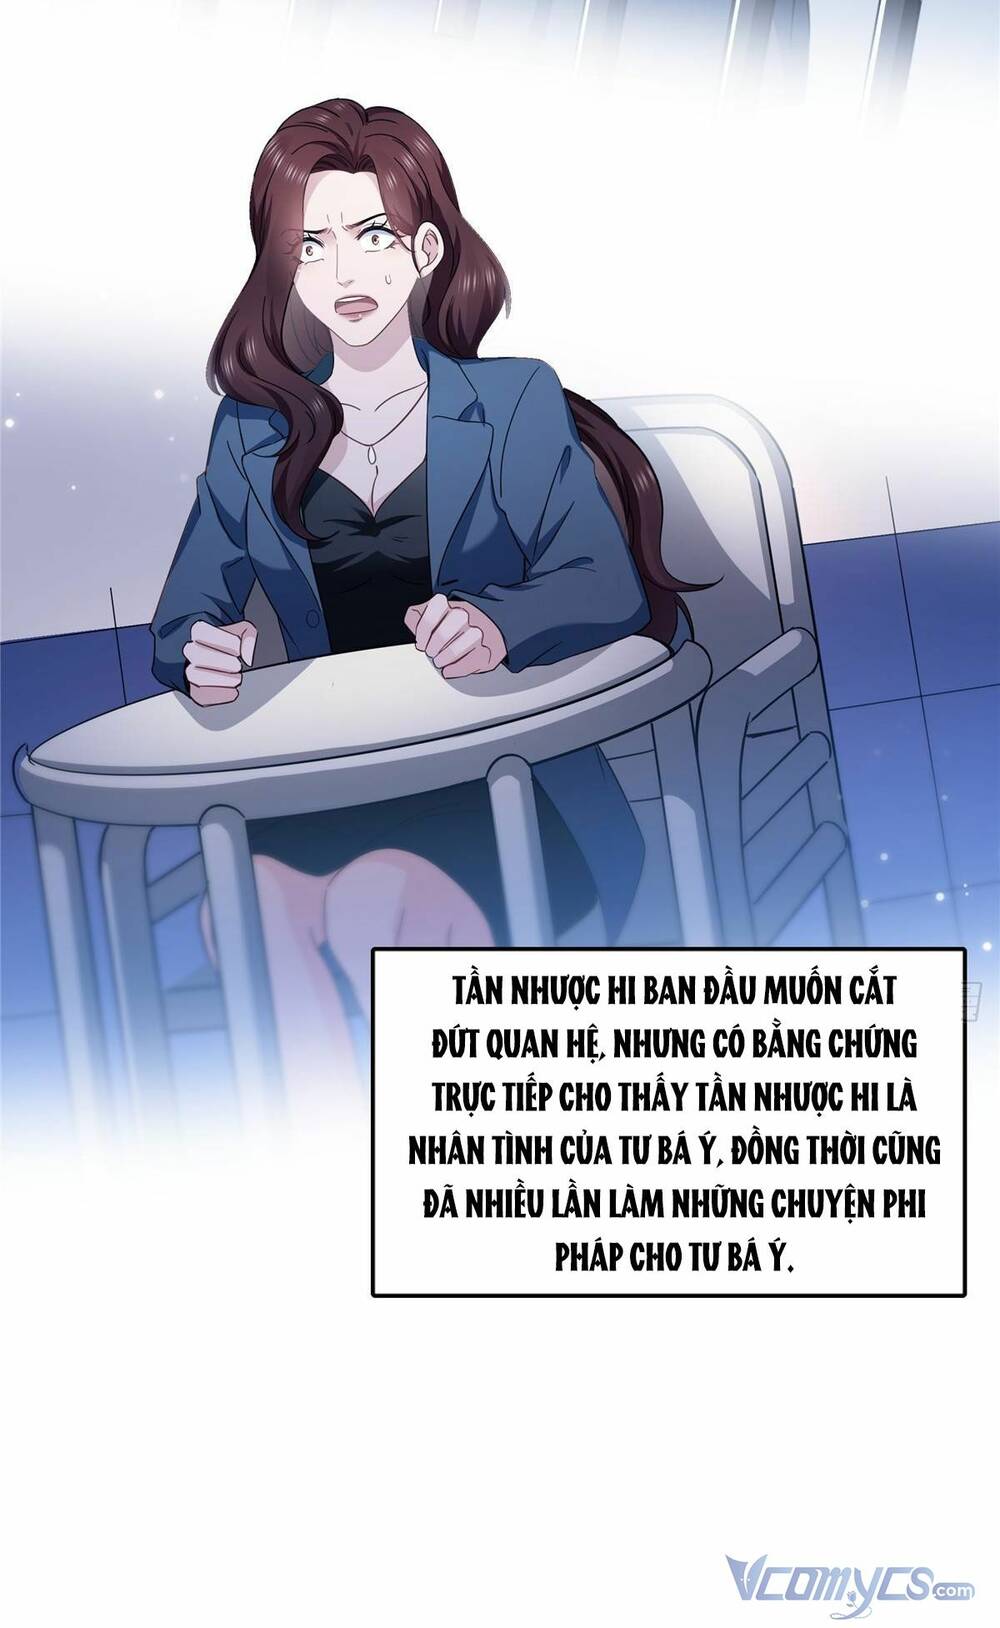 TẦN NHƯỢC HI BAN ĐẦU MUỐN CẮT
ĐỨT QUAN HỆ, NHƯNG CÓ BẰNG CHỨNG
TRỰC TIẾP CHO THẤY TẦN NHƯỢC HI LÀ
NHÂN TÌNH CỦA TƯ BÁ Ý, ĐỒNG THỜI CŨNG
ĐÃ NHIỀU LẦN LÀM NHỮNG CHUYỆN PHI
PHÁP CHO TƯ BÁ Ý.
VCOMYCS.com